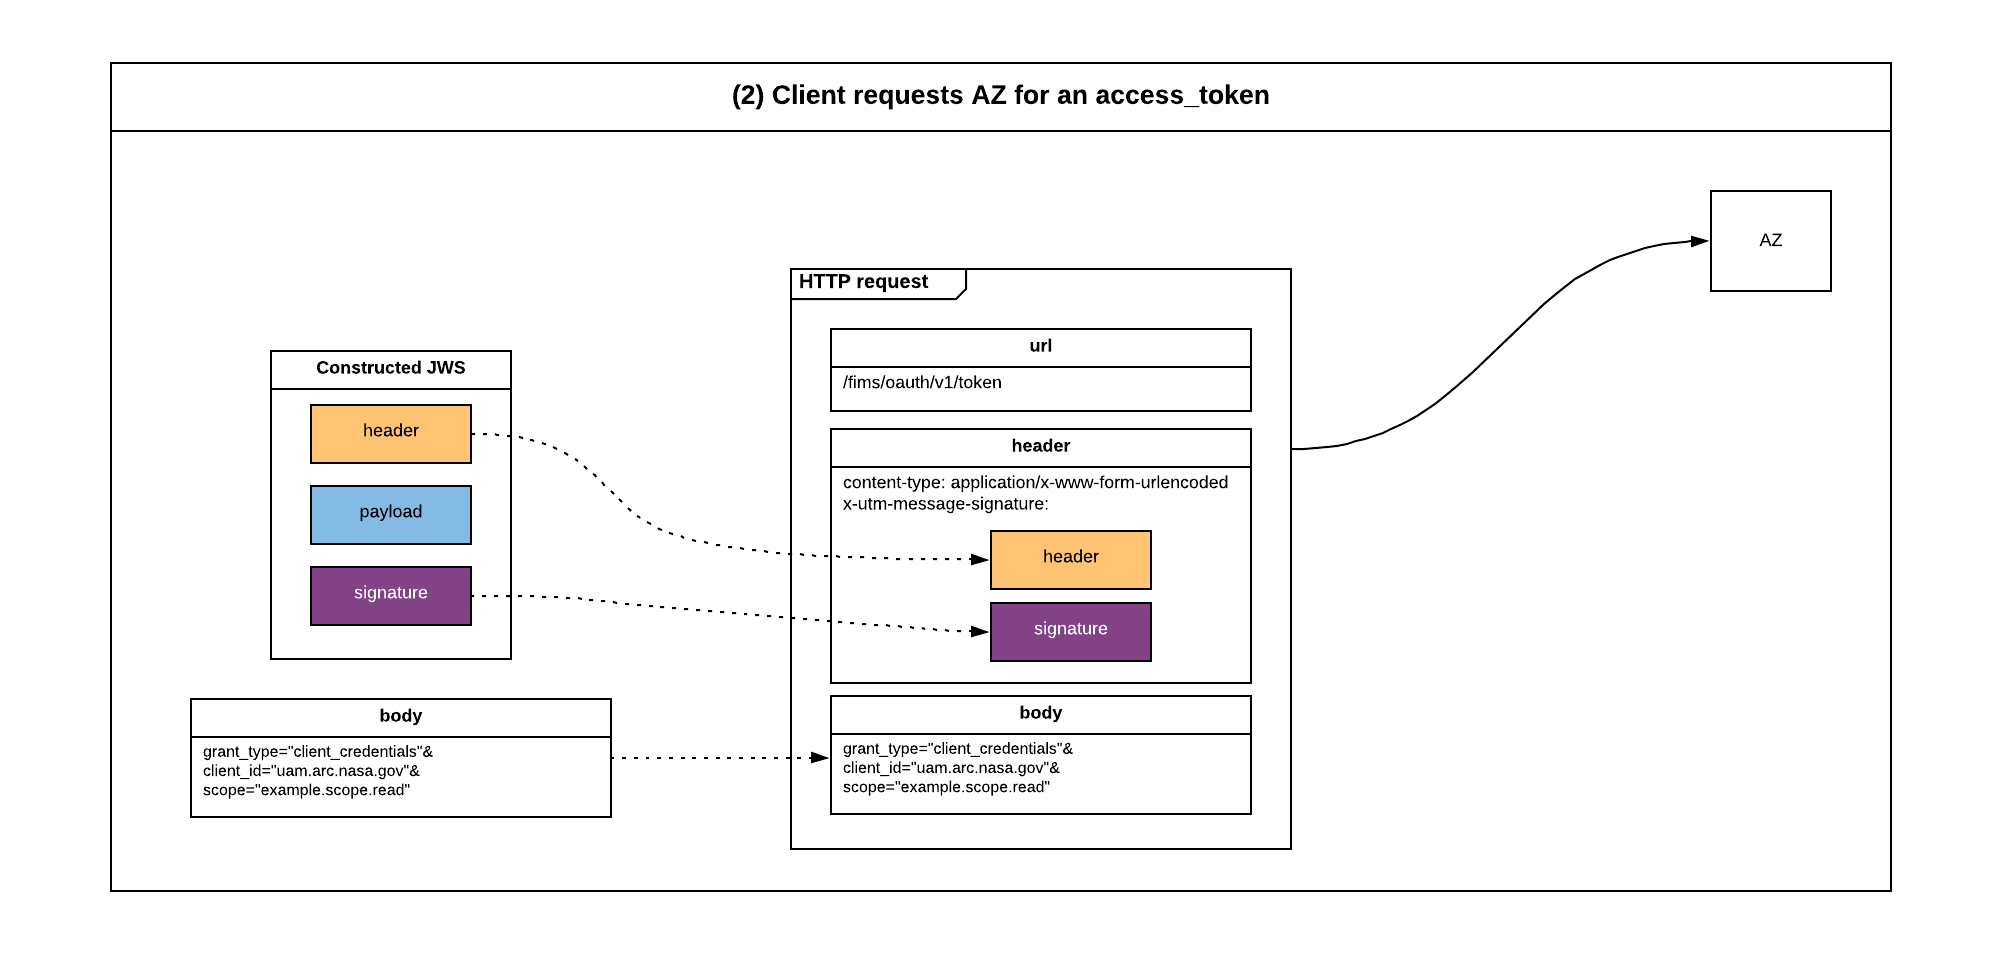 (2) Client requests AZ for an access_token
AZ
HTTP request
url
/fims/oauth/v1/token
Constructed JWS
header
payload
signature
header
content-type: application/x-www-form-urlencoded
x-utm-message-signature:
header
signature
body
grant_type="client_credentials"&
client_id="uam.arc.nasa.gov"&
scope="example.scope.read"
body
grant_type="client_credentials"&
client_id="uam.arc.nasa.gov"&
scope="example.scope.read"